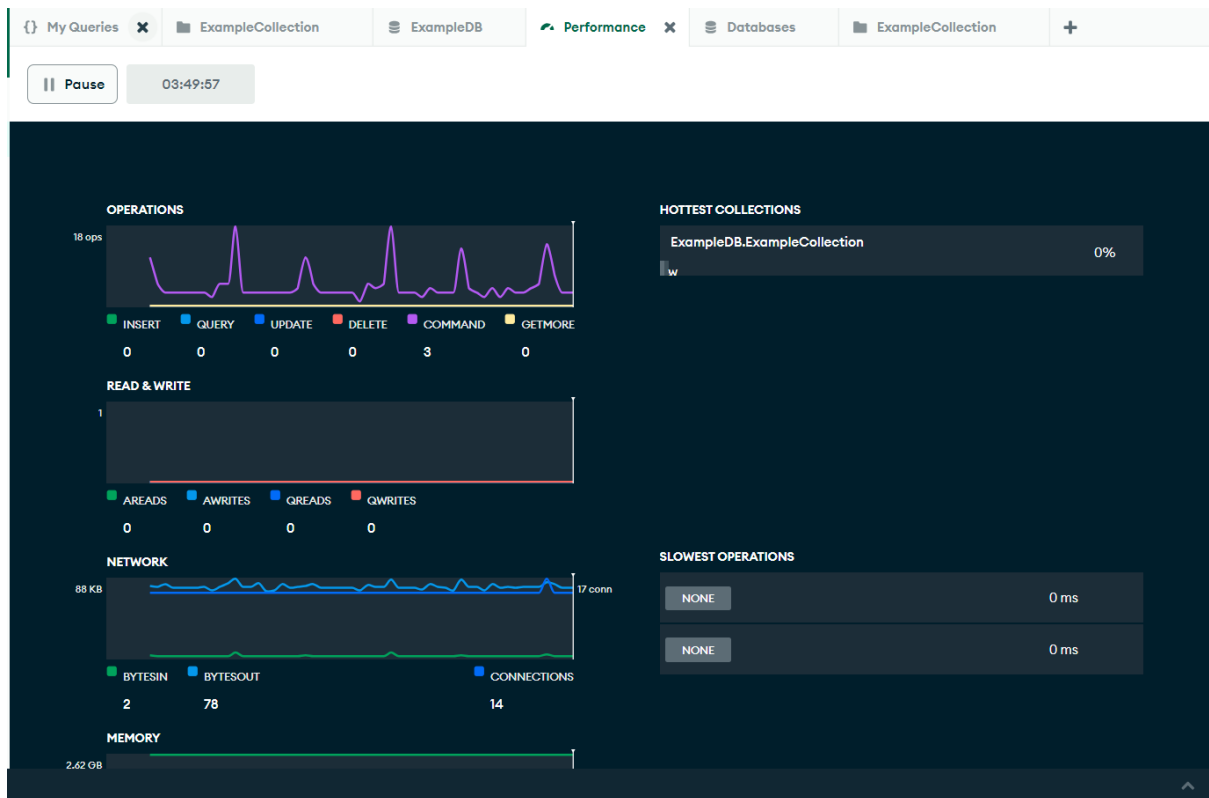 {} My Queries ExampleCollection ExampleDB Performance Databases ExampleCollection
Pause 03:49:57
OPERATIONS
18 ops
INSERT QUERY UPDATE DELETE COMMAND GETMORE
0 0 0 0 3 0
READ & WRITE
1
AREADS AWRITES QREADS QWRITES
0 0 0 0
NETWORK
88 KB 17 conn
BYTESIN BYTESOUT CONNECTIONS
2 78 14
MEMORY
2.62 GB
HOTTEST COLLECTIONS
ExampleDB.ExampleCollection
0%
W
SLOWEST OPERATIONS
NONE 0 ms
NONE 0 ms